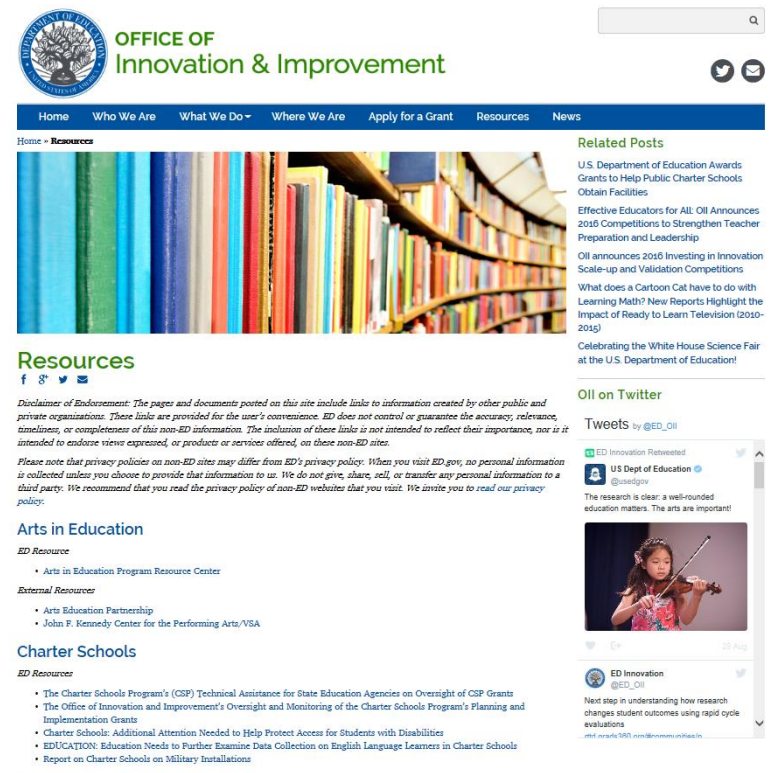 DEPARTMENT OF EDUCATION
UNITED STATES OF AMERICA
OFFICE OF
Innovation & Improvement
Home Who We Are What We Do Where We Are Apply for a Grant Resources News
Home » Resources
Resources
Disclaimer of Endorsement: The pages and documents posted on this site include links to information created by other public and
private organizations. These links are provided for the user's convenience. ED does not control or guarantee the accuracy, relevance,
timeliness, or completeness of this non-ED information. The inclusion of these links is not intended to reflect their importance, nor is it
intended to endorse views expressed, or products or services offered, on these non-ED sites.
Please note that privacy policies on non-ED sites may differ from ED's privacy policy. When you visit ED.gov, no personal information
is collected unless you choose to provide that information to us. We do not give, share, sell, or transfer any personal information to a
third party. We recommend that you read the privacy policy of non-ED websites that you visit. We invite you to read our privacy
policy.
Arts in Education
ED Resource
• Arts in Education Program Resource Center
External Resources
• Arts Education Partnership
• John F. Kennedy Center for the Performing Arts/VSA
Charter Schools
ED Resources
• The Charter Schools Program's (CSP) Technical Assistance for State Education Agencies on Oversight of CSP Grants
• The Office of Innovation and Improvement's Oversight and Monitoring of the Charter Schools Program's Planning and
Implementation Grants
• Charter Schools: Additional Attention Needed to Help Protect Access for Students with Disabilities
• EDUCATION: Education Needs to Further Examine Data Collection on English Language Learners in Charter Schools
• Report on Charter Schools on Military Installations
Related Posts
U.S. Department of Education Awards
Grants to Help Public Charter Schools
Obtain Facilities
Effective Educators for All: OII Announces
2016 Competitions to Strengthen Teacher
Preparation and Leadership
OII announces 2016 Investing in Innovation
Scale-up and Validation Competitions
What does a Cartoon Cat have to do with
Learning Math? New Reports Highlight the
Impact of Ready to Learn Television (2010-
2015)
Celebrating the White House Science Fair
at the U.S. Department of Education!
OII on Twitter
Tweets by @ED_OII
ED Innovation Retweeted
US Dept of Education
@usedgov
The research is clear: a well-rounded
education matters. The arts are important!
26 Aug
ED Innovation
@ED_OII
Next step in understanding how research
changes student outcomes using rapid cycle
evaluations